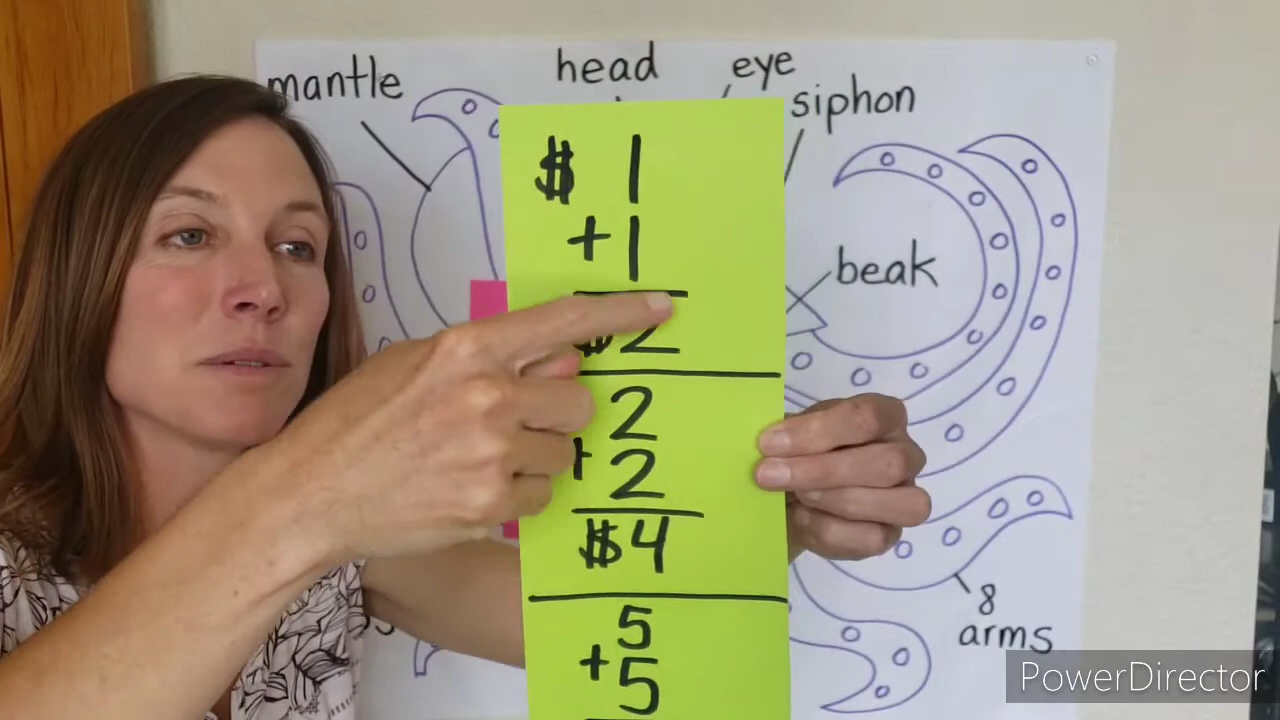 mantle
head
eye
siphon
beak
8
arms
$ 1
+ 1
$2
2
+ 2
$4
5
+ 5
PowerDirector